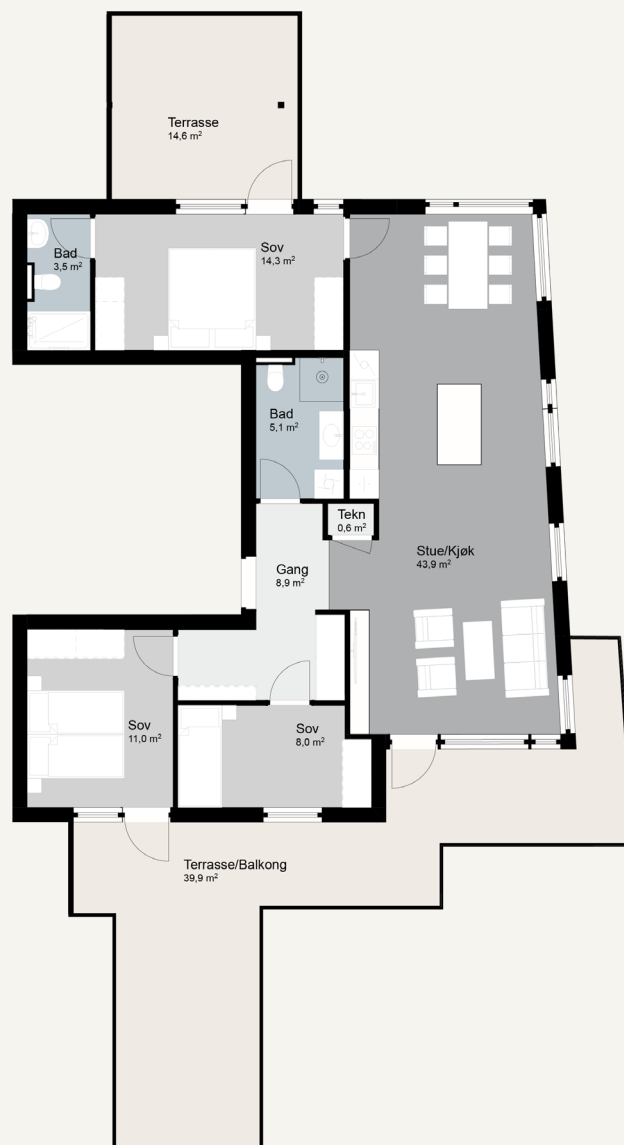 Terrasse
14,6 m²
Bad
3,5 m²
Sov
14,3 m²
Bad
5,1 m²
Tekn
0,6 m²
Stue/Kjøk
43,9 m²
Gang
8,9 m²
Sov
11,0 m²
Sov
8,0 m²
Terrasse/Balkong
39,9 m²